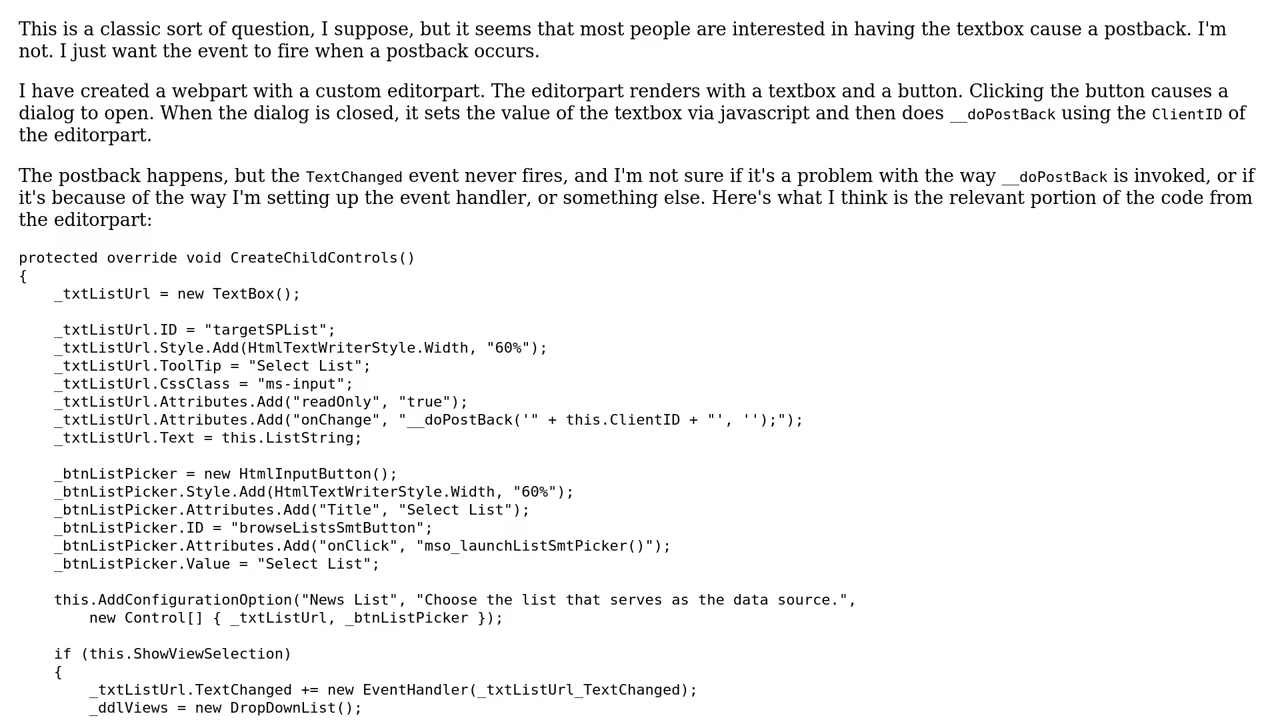 This is a classic sort of question, I suppose, but it seems that most people are interested in having the textbox cause a postback. I'm
not. I just want the event to fire when a postback occurs.
I have created a webpart with a custom editorpart. The editorpart renders with a textbox and a button. Clicking the button causes a
dialog to open. When the dialog is closed, it sets the value of the textbox via javascript and then does __doPostBack using the ClientID of
the editorpart.
The postback happens, but the TextChanged event never fires, and I'm not sure if it's a problem with the way __doPostBack is invoked, or if
it's because of the way I'm setting up the event handler, or something else. Here's what I think is the relevant portion of the code from
the editorpart:
protected override void CreateChildControls()
{
    _txtListUrl = new TextBox();
    _txtListUrl.ID = "targetSPList";
    _txtListUrl.Style.Add(HtmlTextWriterStyle.Width, "60%");
    _txtListUrl.ToolTip = "Select List";
    _txtListUrl.CssClass = "ms-input";
    _txtListUrl.Attributes.Add("readOnly", "true");
    _txtListUrl.Attributes.Add("onChange", "__doPostBack('" + this.ClientID + "', '');");
    _txtListUrl.Text = this.ListString;
    _btnListPicker = new HtmlInputButton();
    _btnListPicker.Style.Add(HtmlTextWriterStyle.Width, "60%");
    _btnListPicker.Attributes.Add("Title", "Select List");
    _btnListPicker.ID = "browseListsSmtButton";
    _btnListPicker.Attributes.Add("onClick", "mso_launchListSmtPicker()");
    _btnListPicker.Value = "Select List";
    this.AddConfigurationOption("News List", "Choose the list that serves as the data source.",
        new Control[] { _txtListUrl, _btnListPicker });
    if (this.ShowViewSelection)
    {
        _txtListUrl.TextChanged += new EventHandler(_txtListUrl_TextChanged);
        _ddlViews = new DropDownList();